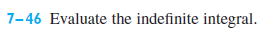 7–46 Evaluate the indefinite integral.